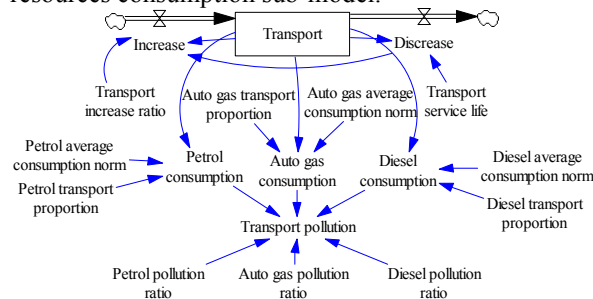 resources consumption sub-model.
Transport
Increase
Discrease
Transport
increase ratio
Auto gas transport
proportion
Auto gas average
consumption norm
Transport
service life
Petrol average
consumption norm
Petrol transport
proportion
Petrol
consumption
Auto gas
consumption
Diesel
consumption
Diesel average
consumption norm
Diesel transport
proportion
Transport pollution
Petrol pollution
ratio
Auto gas pollution
ratio
Diesel pollution
ratio